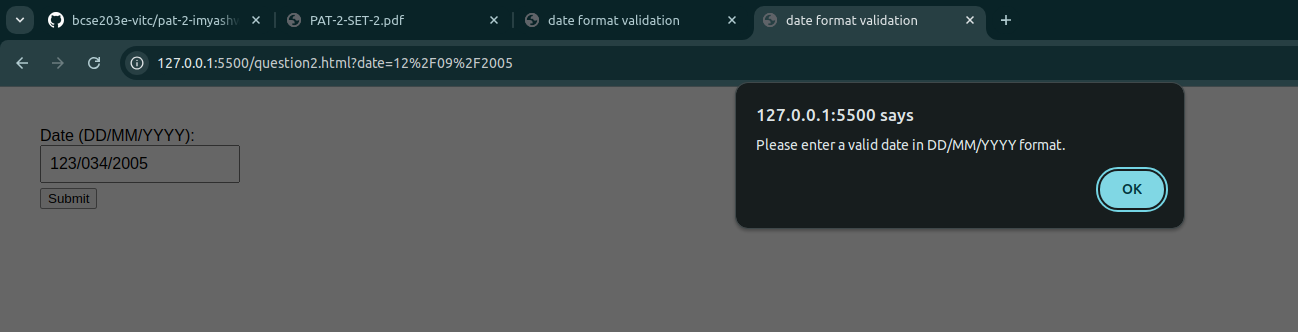 bcse203e-vitc/pat-2-imyash
PAT-2-SET-2.pdf
date format validation
date format validation
127.0.0.1:5500/question2.html?date=12%2F09%2F2005
127.0.0.1:5500 says
Please enter a valid date in DD/MM/YYYY format.
OK
Date (DD/MM/YYYY):
123/034/2005
Submit